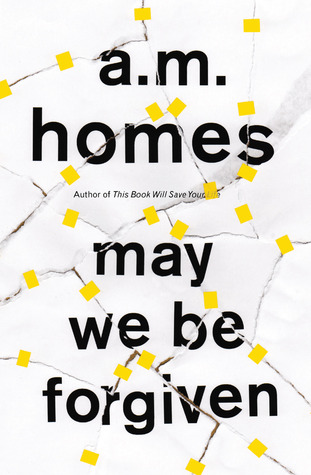 a.m.
homes
Author of This Book Will Save Your Life
may
we be
forgiven